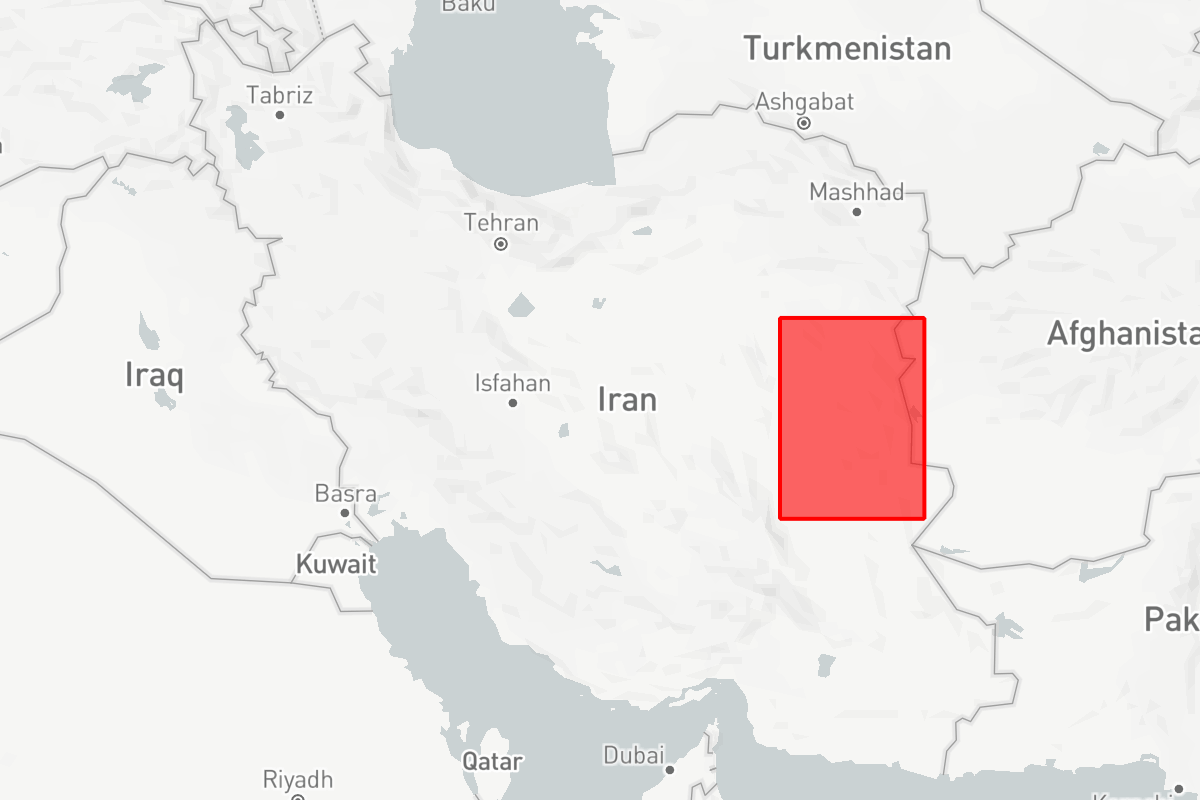 Baku
Turkmenistan
Tabriz
Ashgabat
Mashhad
Tehran
Afghanista
Iraq
Isfahan
Iran
Basra
Kuwait
Pak
Qatar
Dubai
Riyadh